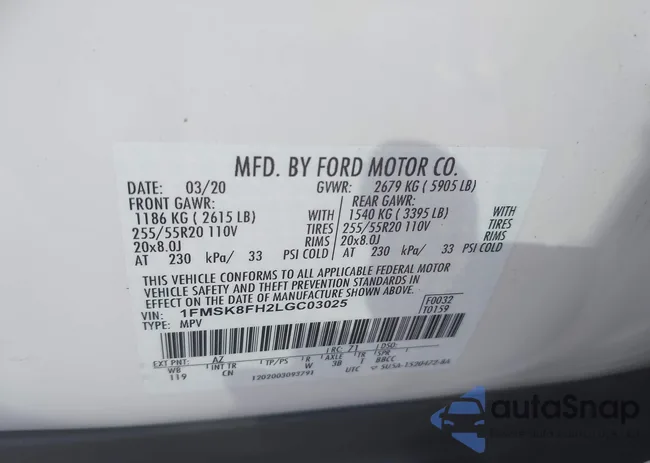 MFD. BY FORD MOTOR CO.
DATE: 03/20 GVWR: 2679 KG ( 5905 LB)
FRONT GAWR: REAR GAWR:
1186 KG ( 2615 LB) WITH 1540 KG ( 3395 LB) WITH
255/55R20 110V TIRES 255/55R20 110V TIRES
20x8.0J RIMS 20x8.0J RIMS
AT 230 kPa/ 33 PSI COLD AT 230 kPa/ 33 PSI COLD
THIS VEHICLE CONFORMS TO ALL APPLICABLE FEDERAL MOTOR
VEHICLE SAFETY AND THEFT PREVENTION STANDARDS IN
EFFECT ON THE DATE OF MANUFACTURE SHOWN ABOVE.
VIN: 1FMSK8FH2LGC03025 F0032
TYPE: MPV T0159
EXT PNT: AZ RC: 71 DSO:
WB INT TR TP/PS R AXLE TR SPR
119 CN W 3B T 8BCC
UTC
autoSnap